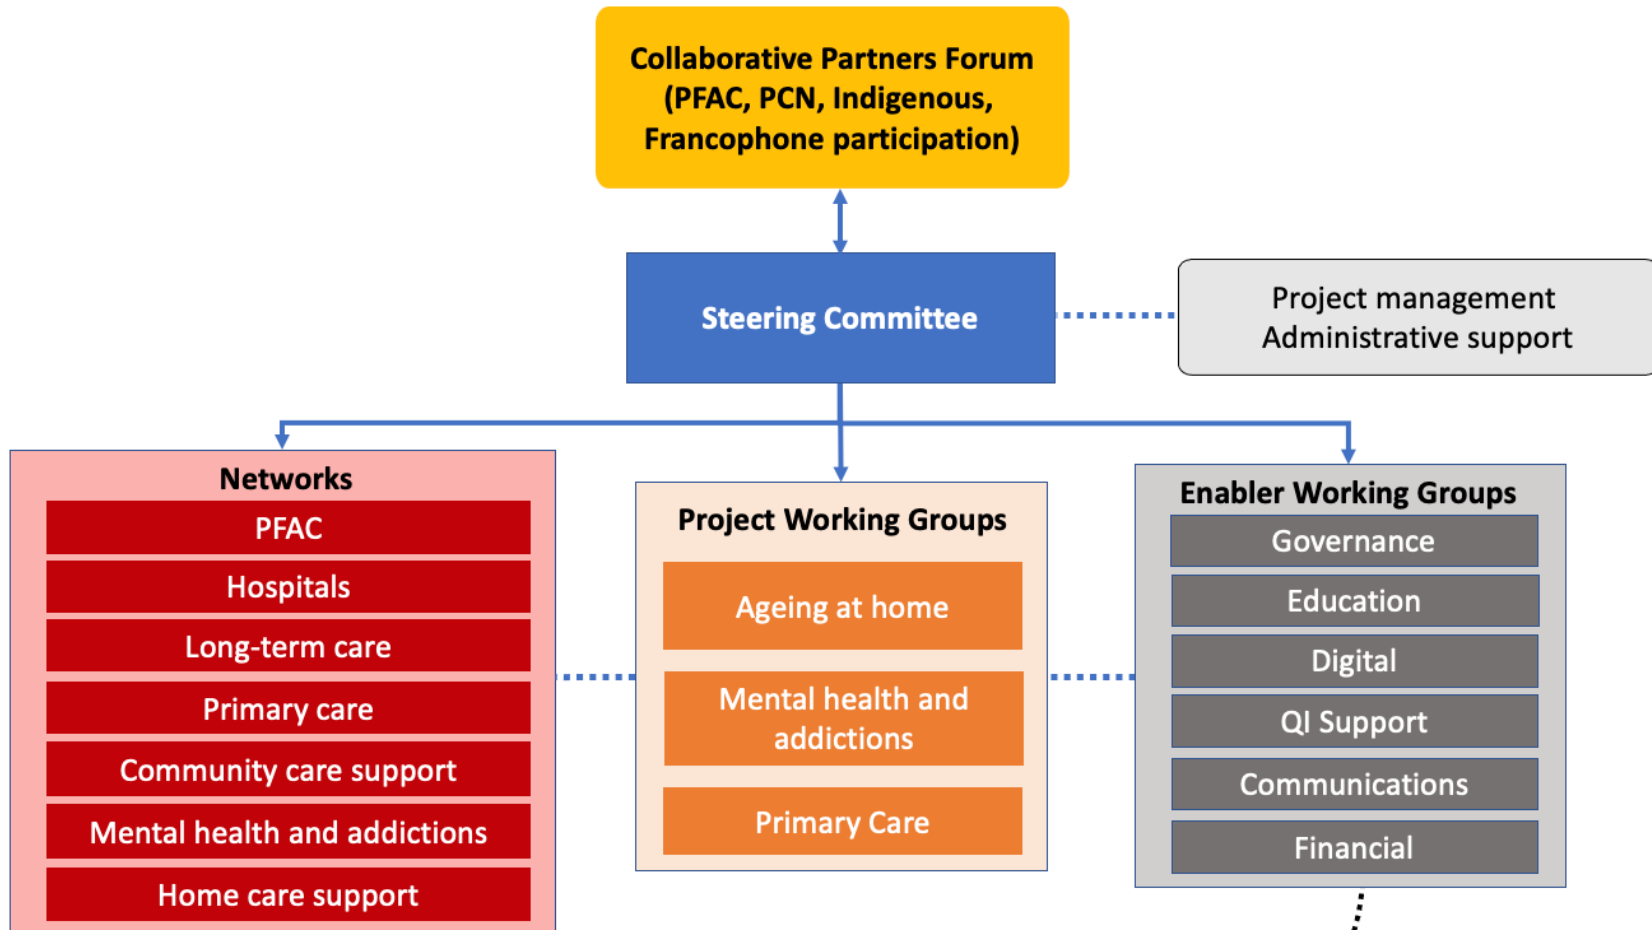 Collaborative Partners Forum
(PFAC, PCN, Indigenous,
Francophone participation)
Steering Committee
Project management
Administrative support
Networks
PFAC
Hospitals
Long-term care
Primary care
Community care support
Mental health and addictions
Home care support
Project Working Groups
Ageing at home
Mental health and
addictions
Primary Care
Enabler Working Groups
Governance
Education
Digital
QI Support
Communications
Financial